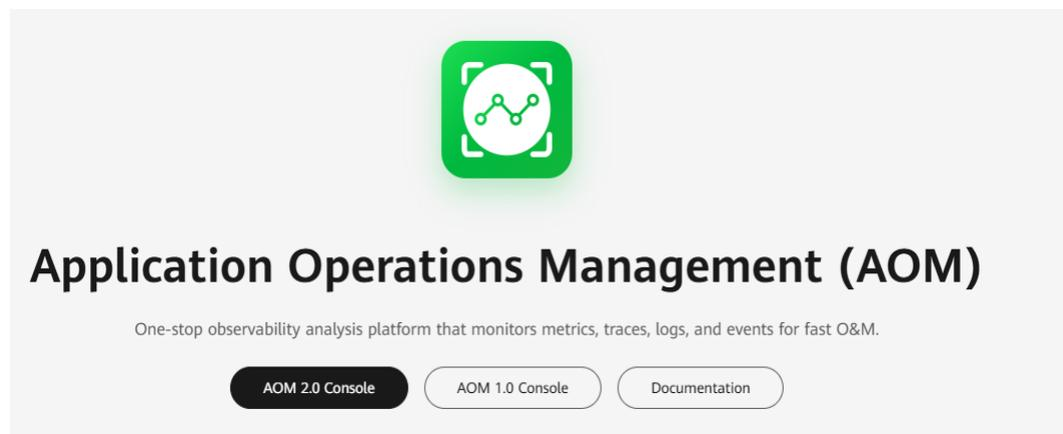 Application Operations Management (AOM)
One-stop observability analysis platform that monitors metrics, traces, logs, and events for fast O&M.
AOM 2.0 Console
AOM 1.0 Console
Documentation